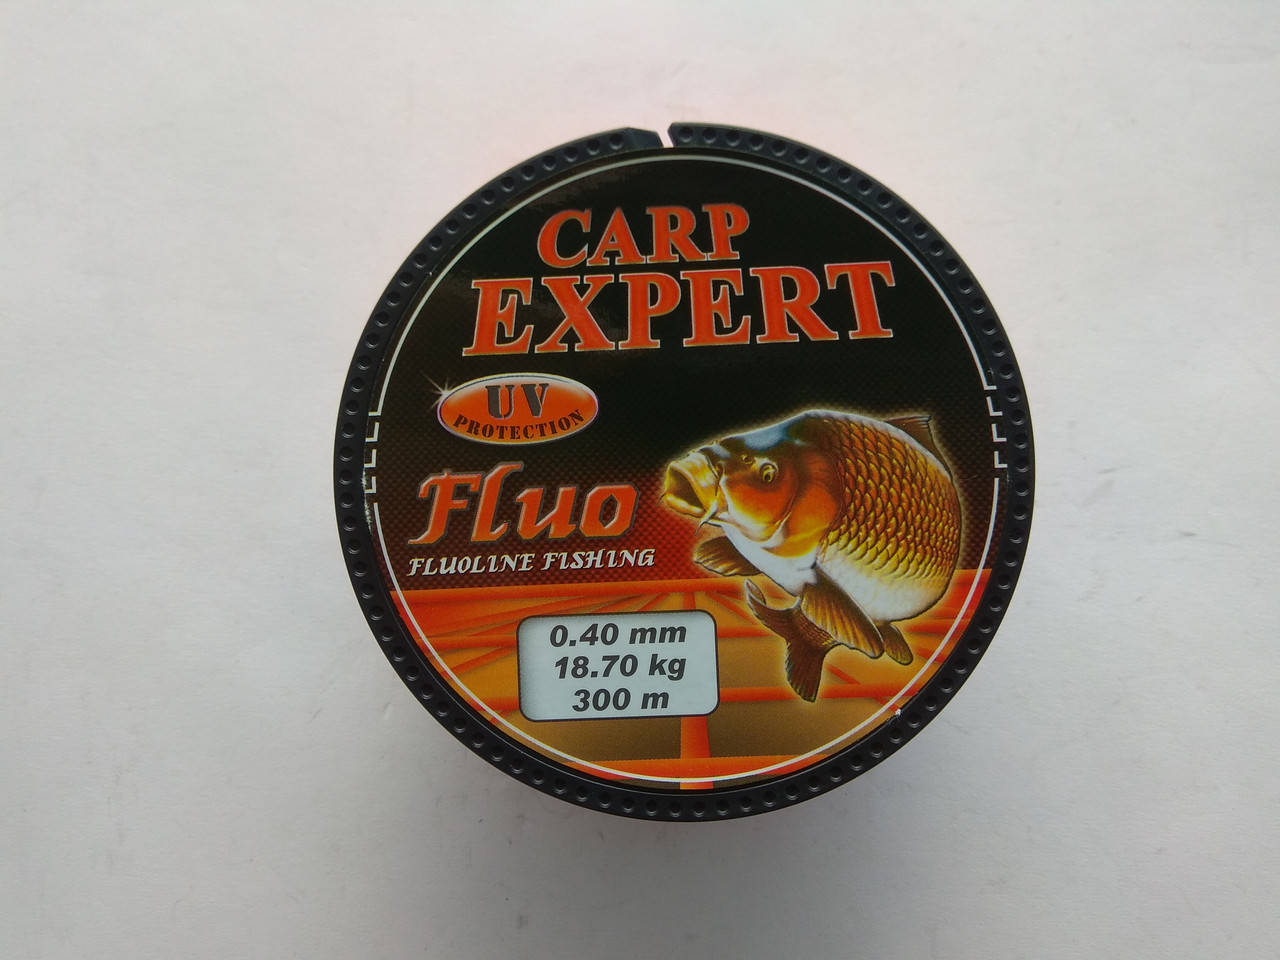 CARP
EXPERT
UV
PROTECTION
Fluo
FLUOLINE FISHING
0.40 mm
18.70 kg
300 m